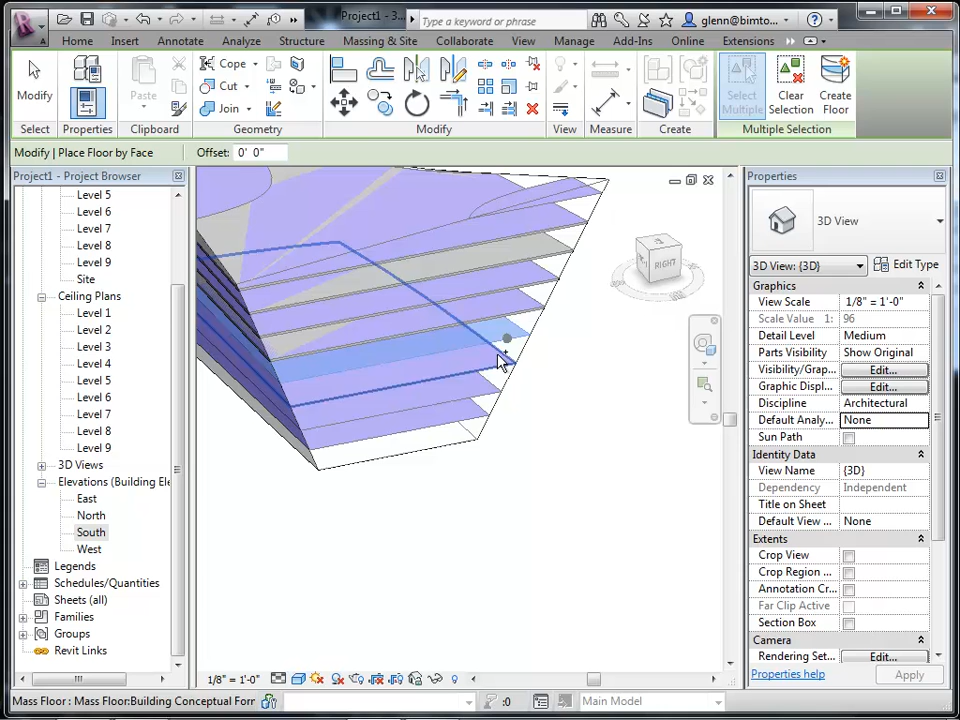 Project1 - 3...
Type a keyword or phrase
glenn@bimto...
Home Insert Annotate Analyze Structure Massing & Site Collaborate View Manage Add-Ins Online Extensions
Modify
Paste
Cope
Cut
Join
Select Multiple
Clear Selection
Create Floor
Select Properties Clipboard Geometry Modify View Measure Create Multiple Selection
Modify | Place Floor by Face Offset: 0' 0"
Project1 - Project Browser
Level 5
Level 6
Level 7
Level 8
Level 9
Site
Ceiling Plans
Level 1
Level 2
Level 3
Level 4
Level 5
Level 6
Level 7
Level 8
Level 9
3D Views
Elevations (Building Ele
East
North
South
West
Legends
Schedules/Quantities
Sheets (all)
Families
Groups
Revit Links
RIGHT
Properties
3D View
3D View: {3D} Edit Type
Graphics
View Scale 1/8" = 1'-0"
Scale Value 1: 96
Detail Level Medium
Parts Visibility Show Original
Visibility/Grap... Edit...
Graphic Displ... Edit...
Discipline Architectural
Default Analy... None
Sun Path
Identity Data
View Name {3D}
Dependency Independent
Title on Sheet
Default View ... None
Extents
Crop View
Crop Region ...
Annotation Cr...
Far Clip Active
Section Box
Camera
Rendering Set... Edit...
Properties help Apply
1/8" = 1'-0"
Mass Floor : Mass Floor:Building Conceptual Forr :0 Main Model